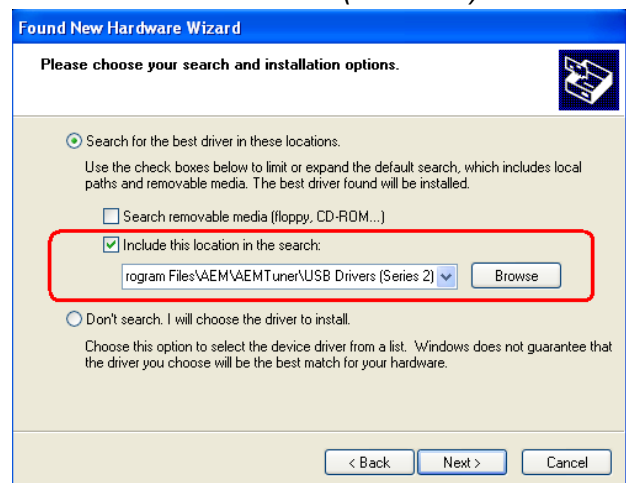 Found New Hardware Wizard
Please choose your search and installation options.
Search for the best driver in these locations.
Use the check boxes below to limit or expand the default search, which includes local
paths and removable media. The best driver found will be installed.
Search removable media (floppy, CD-ROM...)
Include this location in the search:
rogram Files\AEM\AEMTuner\USB Drivers (Series 2)
Browse
Don't search. I will choose the driver to install.
Choose this option to select the device driver from a list. Windows does not guarantee that
the driver you choose will be the best match for your hardware.
< Back Next > Cancel